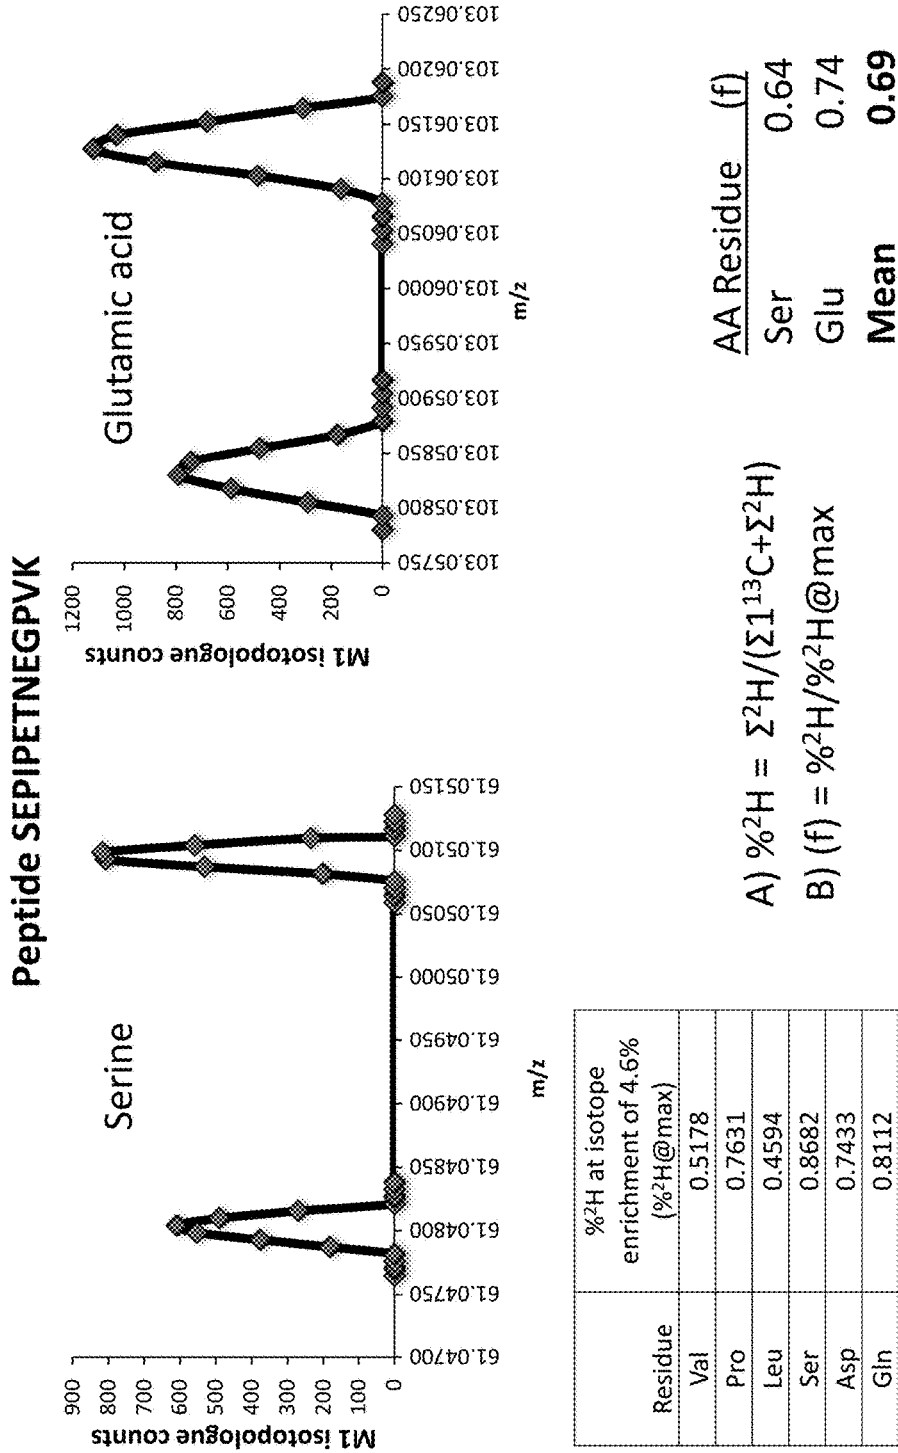 Peptide SEPIPETNEGPVK
Serine
M1 isotopologue counts
900
800
700
600
500
400
300
200
100
0
61.04700
61.04750
61.04800
61.04850
61.04900
61.04950
61.05000
61.05050
61.05100
61.05150
m/z
Glutamic acid
M1 isotopologue counts
1200
1000
800
600
400
200
0
103.05750
103.05800
103.05850
103.05900
103.05950
103.06000
103.06050
103.06100
103.06150
103.06200
103.06250
m/z
Residue %²H at isotope
enrichment of 4.6%
(%²H@max)
Val 0.5178
Pro 0.7631
Leu 0.4594
Ser 0.8682
Asp 0.7433
Gln 0.8112
A) %²H = Σ²H/(Σ1¹³C+Σ²H)
B) (f) = %²H/%²H@max
AA Residue (f)
Ser 0.64
Glu 0.74
Mean 0.69